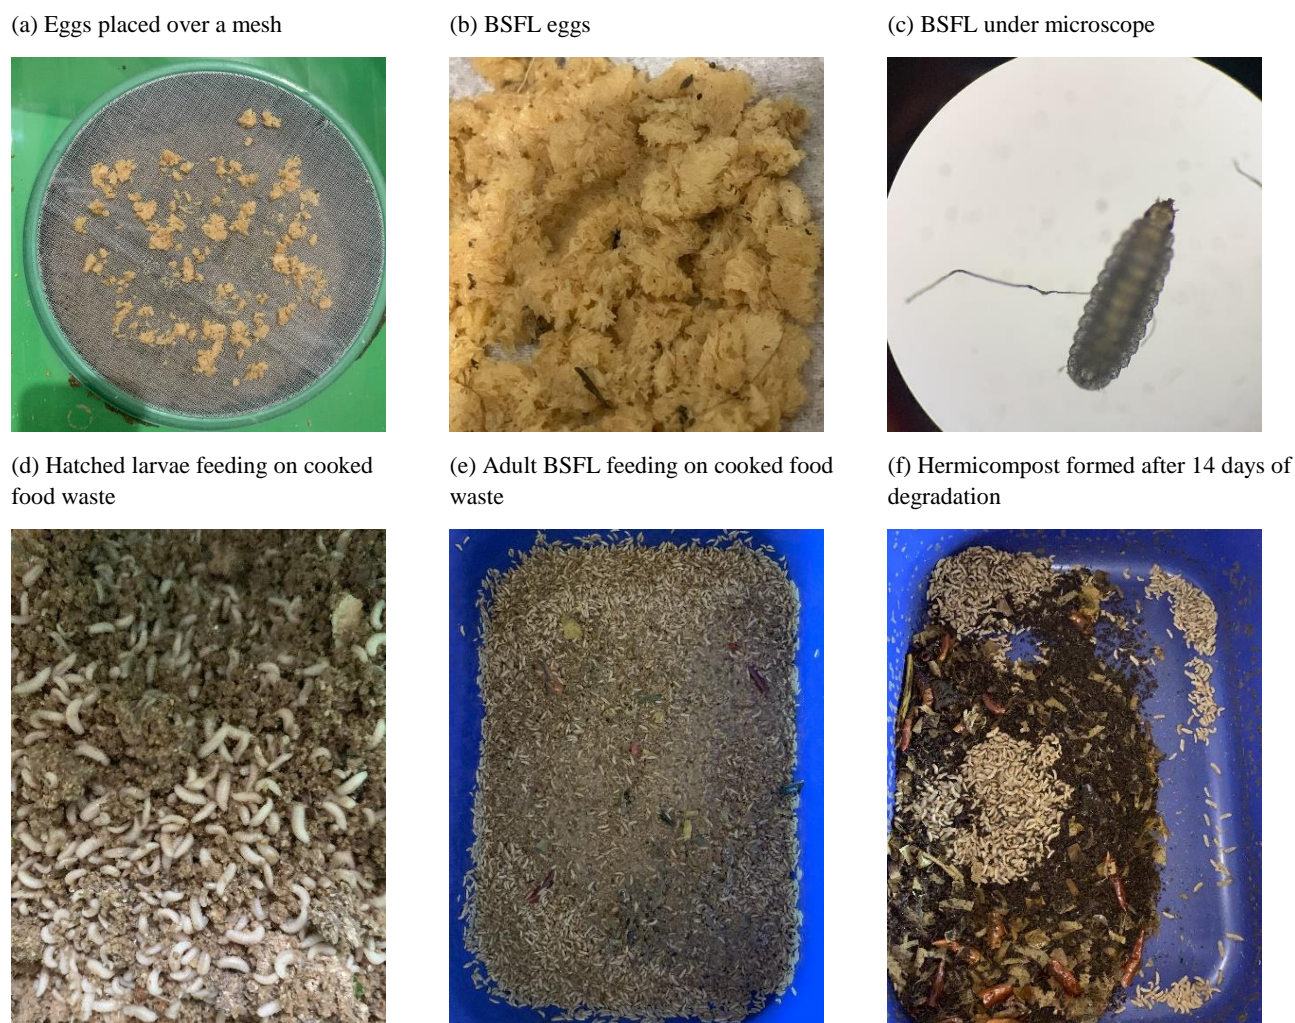 (a) Eggs placed over a mesh
(b) BSFL eggs
(c) BSFL under microscope
(d) Hatched larvae feeding on cooked
food waste
(e) Adult BSFL feeding on cooked food
waste
(f) Hermicompost formed after 14 days of
degradation